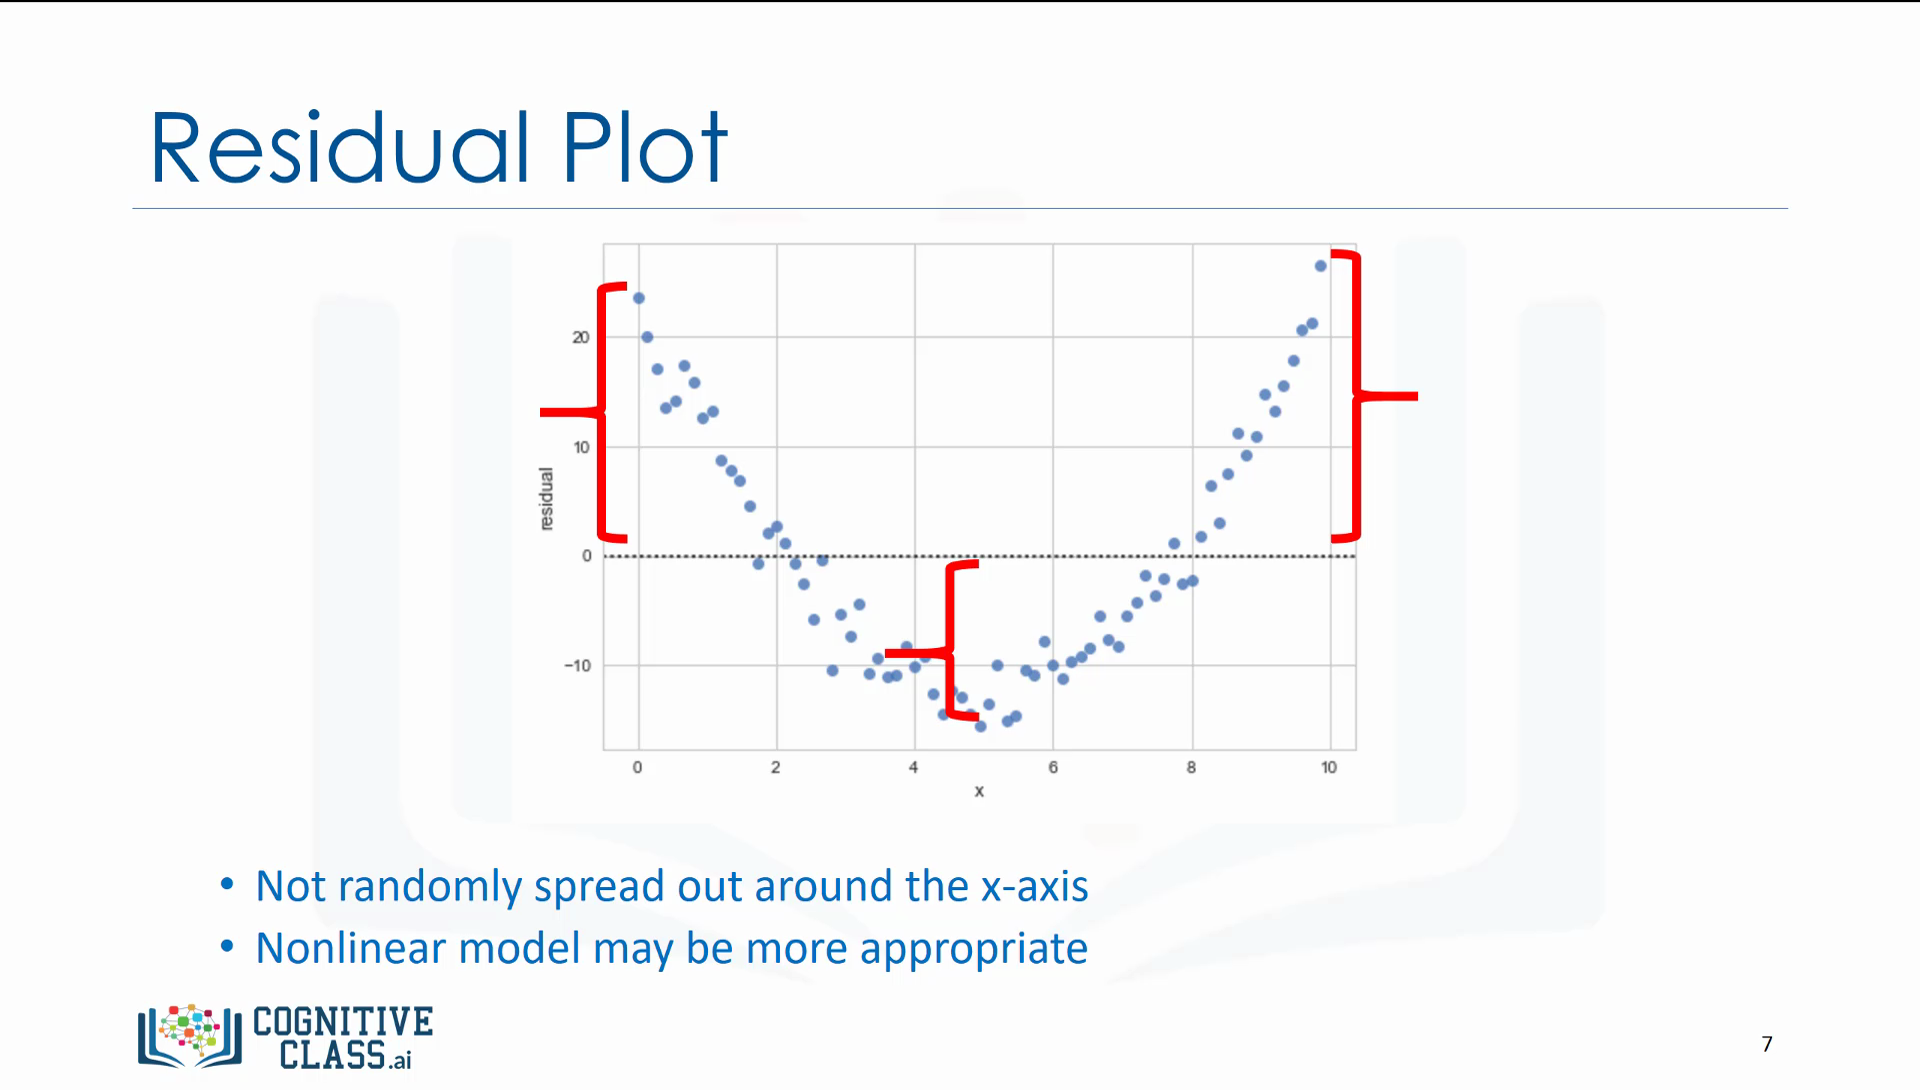 Residual Plot
20
10
0
−10
residual
0 2 4 6 8 10
x
• Not randomly spread out around the x-axis
• Nonlinear model may be more appropriate
COGNITIVE
CLASS.ai
7